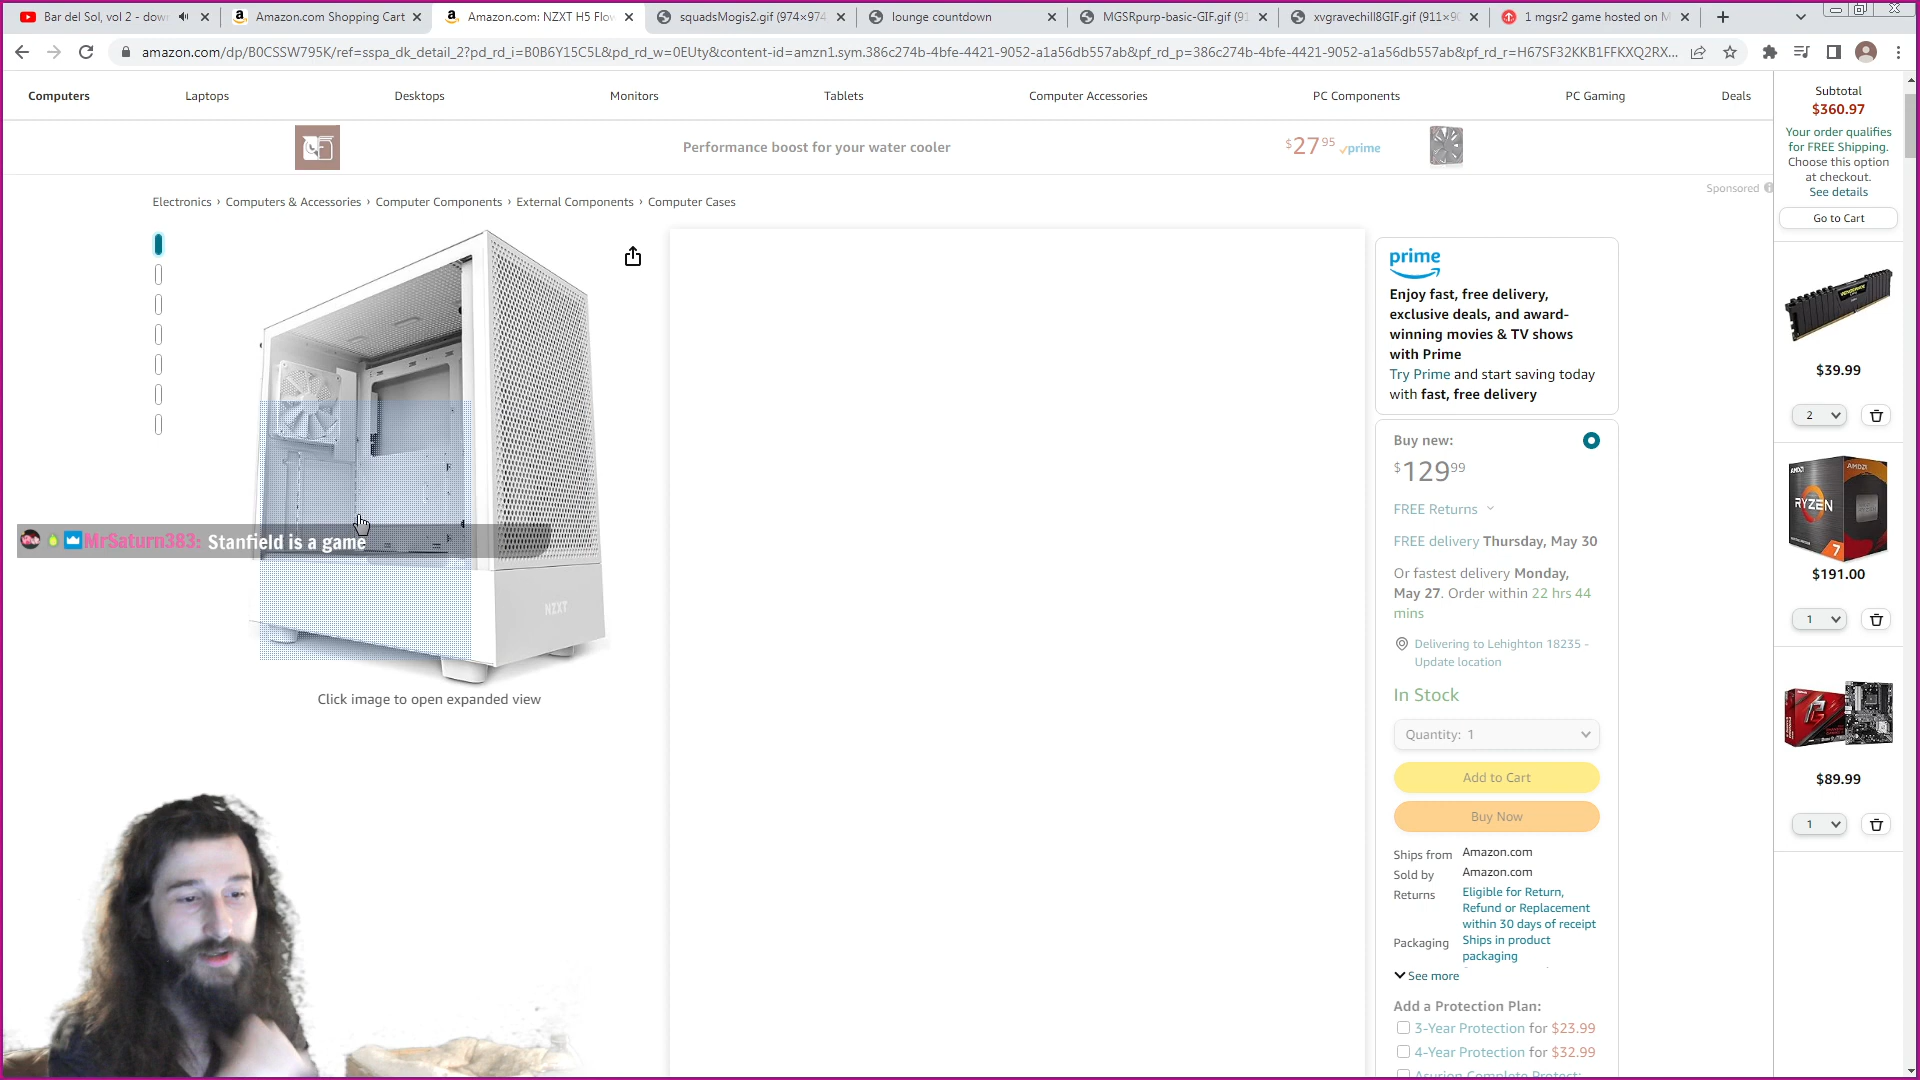 Bar del Sol, vol 2 - dow
Amazon.com Shopping Cart
Amazon.com: NZXT H5 Flo
squadsMogis2.gif (974×974
lounge countdown
MGSRpurp-basic-GIF.gif (91
xvgravechill8GIF.gif (911×9
1 mgsr2 game hosted on M
amazon.com/dp/B0CSSW795K/ref=sspa_dk_detail_2?pd_rd_i=B0B6Y15C5L&pd_rd_w=0EUty&content-id=amzn1.sym.386c274b-4bfe-4421-9052-a1a56db557ab&pf_rd_p=386c274b-4bfe-4421-9052-a1a56db557ab&pf_rd_r=H67SF32KKB1FFKXQ2RX...
Computers
Laptops
Desktops
Monitors
Tablets
Computer Accessories
PC Components
PC Gaming
Deals
Performance boost for your water cooler
$27.95 prime
Sponsored
Electronics › Computers & Accessories › Computer Components › External Components › Computer Cases
NZXT
MrSaturn383: Stanfield is a game
Click image to open expanded view
prime
Enjoy fast, free delivery,
exclusive deals, and award-
winning movies & TV shows
with Prime
Try Prime and start saving today
with fast, free delivery
Buy new:
$129.99
FREE Returns
FREE delivery Thursday, May 30
Or fastest delivery Monday,
May 27. Order within 22 hrs 44
mins
Delivering to Lehighton 18235 -
Update location
In Stock
Quantity: 1
Add to Cart
Buy Now
Ships from Amazon.com
Sold by Amazon.com
Returns Eligible for Return,
Refund or Replacement
within 30 days of receipt
Packaging Ships in product
packaging
See more
Add a Protection Plan:
3-Year Protection for $23.99
4-Year Protection for $32.99
Asurion Complete Protect:
Subtotal
$360.97
Your order qualifies
for FREE Shipping.
Choose this option
at checkout.
See details
Go to Cart
VENGEANCE
$39.99
2
AMD
RYZEN
7
$191.00
1
$89.99
1